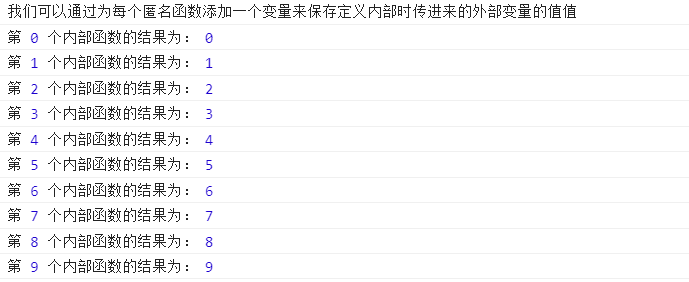 我们可以通过为每个匿名函数添加一个变量来保存定义内部时传进来的外部变量的值值
第 0 个内部函数的结果为： 0
第 1 个内部函数的结果为： 1
第 2 个内部函数的结果为： 2
第 3 个内部函数的结果为： 3
第 4 个内部函数的结果为： 4
第 5 个内部函数的结果为： 5
第 6 个内部函数的结果为： 6
第 7 个内部函数的结果为： 7
第 8 个内部函数的结果为： 8
第 9 个内部函数的结果为： 9